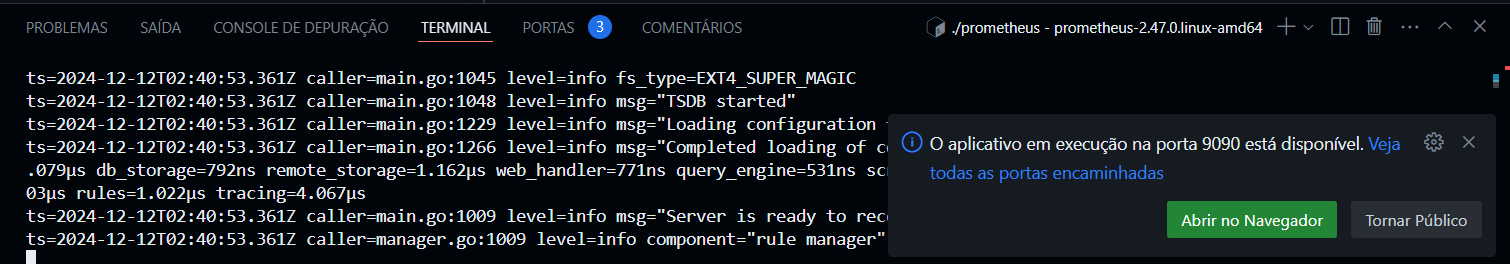 PROBLEMAS SAÍDA CONSOLE DE DEPURAÇÃO TERMINAL PORTAS 3 COMENTÁRIOS ./prometheus - prometheus-2.47.0.linux-amd64
ts=2024-12-12T02:40:53.361Z caller=main.go:1045 level=info fs_type=EXT4_SUPER_MAGIC
ts=2024-12-12T02:40:53.361Z caller=main.go:1048 level=info msg="TSDB started"
ts=2024-12-12T02:40:53.361Z caller=main.go:1229 level=info msg="Loading configuration
ts=2024-12-12T02:40:53.361Z caller=main.go:1266 level=info msg="Completed loading of
.079µs db_storage=792ns remote_storage=1.162µs web_handler=771ns query_engine=531ns
03µs rules=1.022µs tracing=4.067µs
ts=2024-12-12T02:40:53.361Z caller=main.go:1009 level=info msg="Server is ready to
ts=2024-12-12T02:40:53.361Z caller=manager.go:1009 level=info component="rule manager"
O aplicativo em execução na porta 9090 está disponível. Veja
todas as portas encaminhadas
Abrir no Navegador Tornar Público